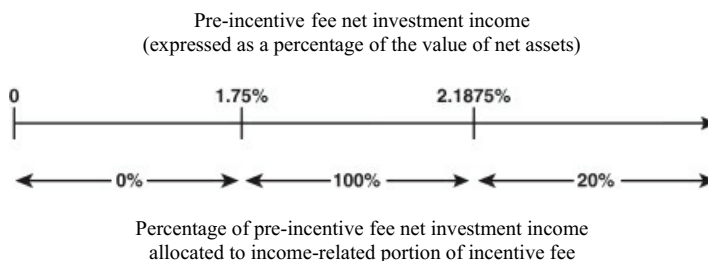 Pre-incentive fee net investment income
(expressed as a percentage of the value of net assets)
0 1.75% 2.1875%
0% 100% 20%
Percentage of pre-incentive fee net investment income
allocated to income-related portion of incentive fee